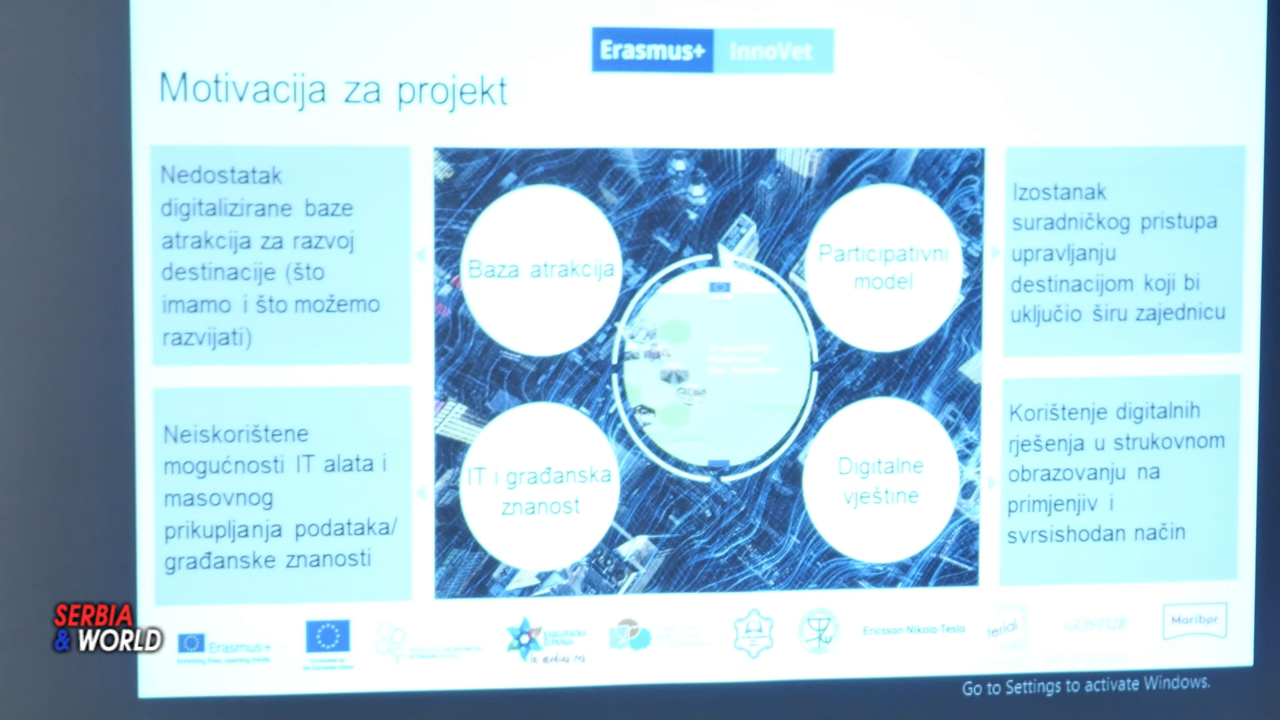 Erasmus+ InnoVet
Motivacija za projekt
Nedostatak
digitalizirane baze
atrakcija za razvoj
destinacije (što
imamo i što možemo
razvijati)
Neiskorištene
mogućnosti IT alata i
masovnog
prikupljanja podataka/
građanske znanosti
Baza atrakcija
Participativni
model
IT i građanska
znanost
Digitalne
vještine
Izostanak
suradničkog pristupa
upravljanju
destinacijom koji bi
uključio širu zajednicu
Korištenje digitalnih
rješenja u strukovnom
obrazovanju na
primjenjiv i
svrsishodan način
SERBIA
& WORLD
Erasmus+
Ericsson Nikola Tesla
Maribor
Go to Settings to activate Windows.